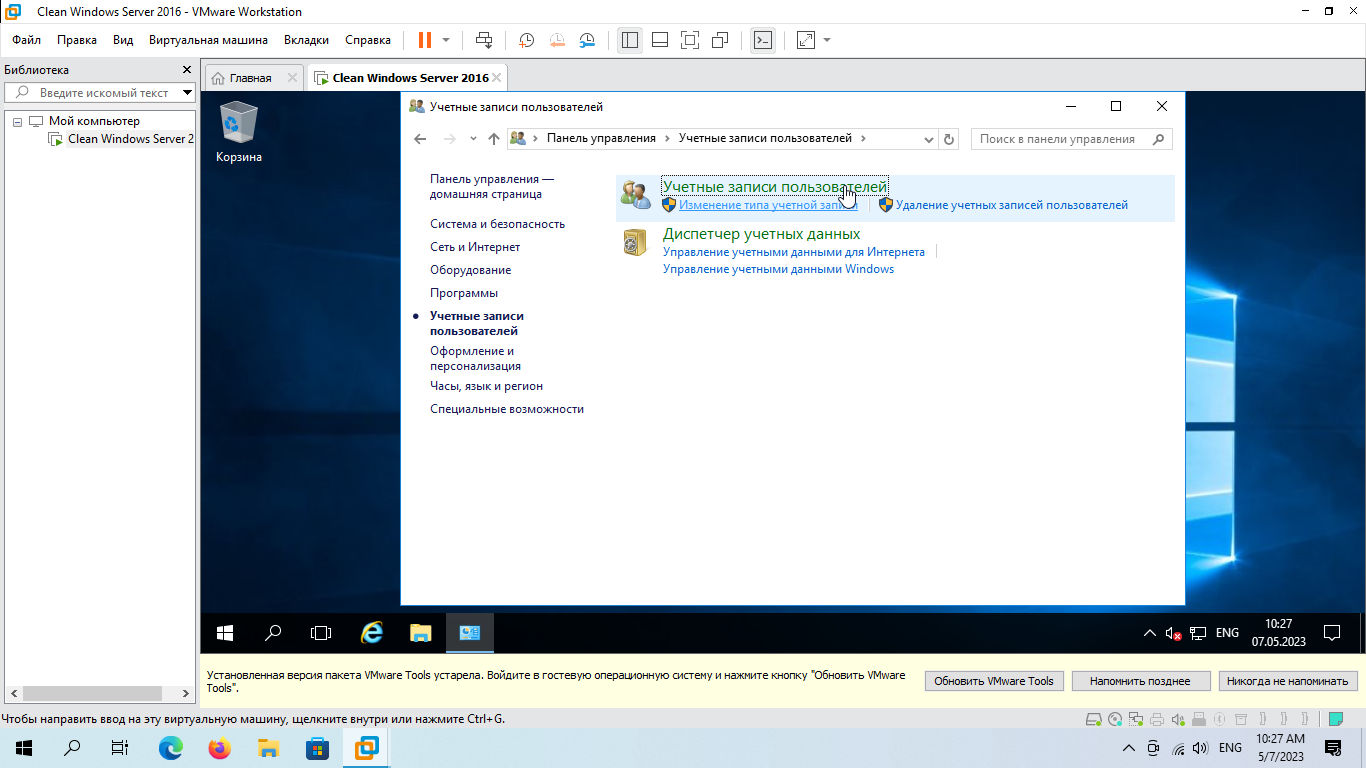 Clean Windows Server 2016 - VMware Workstation
Файл Правка Вид Виртуальная машина Вкладки Справка
Библиотека
Введите искомый текст
Мой компьютер
Clean Windows Server 2
Главная
Clean Windows Server 2016
Корзина
Учетные записи пользователей
Панель управления Учетные записи пользователей
Поиск в панели управления
Панель управления —
домашняя страница
Система и безопасность
Сеть и Интернет
Оборудование
Программы
Учетные записи
пользователей
Оформление и
персонализация
Часы, язык и регион
Специальные возможности
Учетные записи пользователей
Изменение типа учетной записи Удаление учетных записей пользователей
Диспетчер учетных данных
Управление учетными данными для Интернета
Управление учетными данными Windows
ENG
10:27
07.05.2023
Установленная версия пакета VMware Tools устарела. Войдите в гостевую операционную систему и нажмите кнопку "Обновить VMware
Tools".
Обновить VMware Tools Напомнить позднее Никогда не напоминать
Чтобы направить ввод на эту виртуальную машину, щелкните внутри или нажмите Ctrl+G.
ENG
10:27 AM
5/7/2023